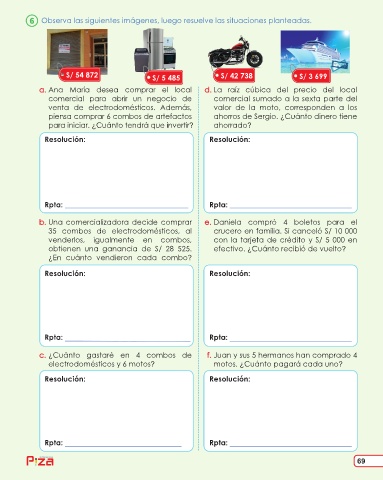 6 Observa las siguientes imágenes, luego resuelve las situaciones planteadas.
S/ 54 872
S/ 5 485
S/ 42 738
S/ 3 699
a. Ana María desea comprar el local
comercial para abrir un negocio de
venta de electrodomésticos. Además,
piensa comprar 6 combos de artefactos
para iniciar. ¿Cuánto tendrá que invertir?
Resolución:
Rpta:
b. Una comercializadora decide comprar
35 combos de electrodomésticos, al
venderlos, igualmente en combos,
obtienen una ganancia de S/ 28 525.
¿En cuánto vendieron cada combo?
Resolución:
Rpta:
c. ¿Cuánto gastaré en 4 combos de
electrodomésticos y 6 motos?
Resolución:
Rpta:
d. La raíz cúbica del precio del local
comercial sumado a la sexta parte del
valor de la moto, corresponden a los
ahorros de Sergio. ¿Cuánto dinero tiene
ahorrado?
Resolución:
Rpta:
e. Daniela compró 4 boletos para el
crucero en familia. Si canceló S/ 10 000
con la tarjeta de crédito y S/ 5 000 en
efectivo. ¿Cuánto recibió de vuelto?
Resolución:
Rpta:
f. Juan y sus 5 hermanos han comprado 4
motos. ¿Cuánto pagará cada uno?
Resolución:
Rpta:
69